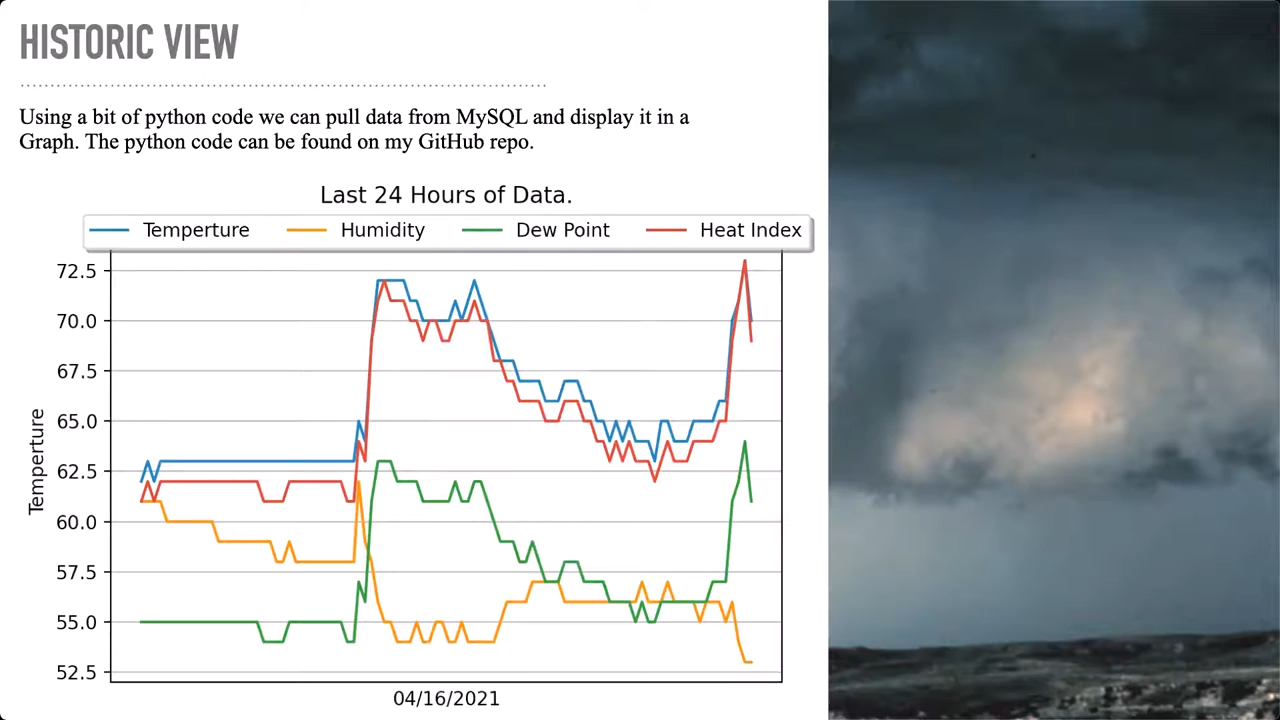 HISTORIC VIEW
Using a bit of python code we can pull data from MySQL and display it in a
Graph. The python code can be found on my GitHub repo.
Last 24 Hours of Data.
Temperture Humidity Dew Point Heat Index
72.5
70.0
67.5
65.0
62.5
60.0
57.5
55.0
52.5
Temperture
04/16/2021